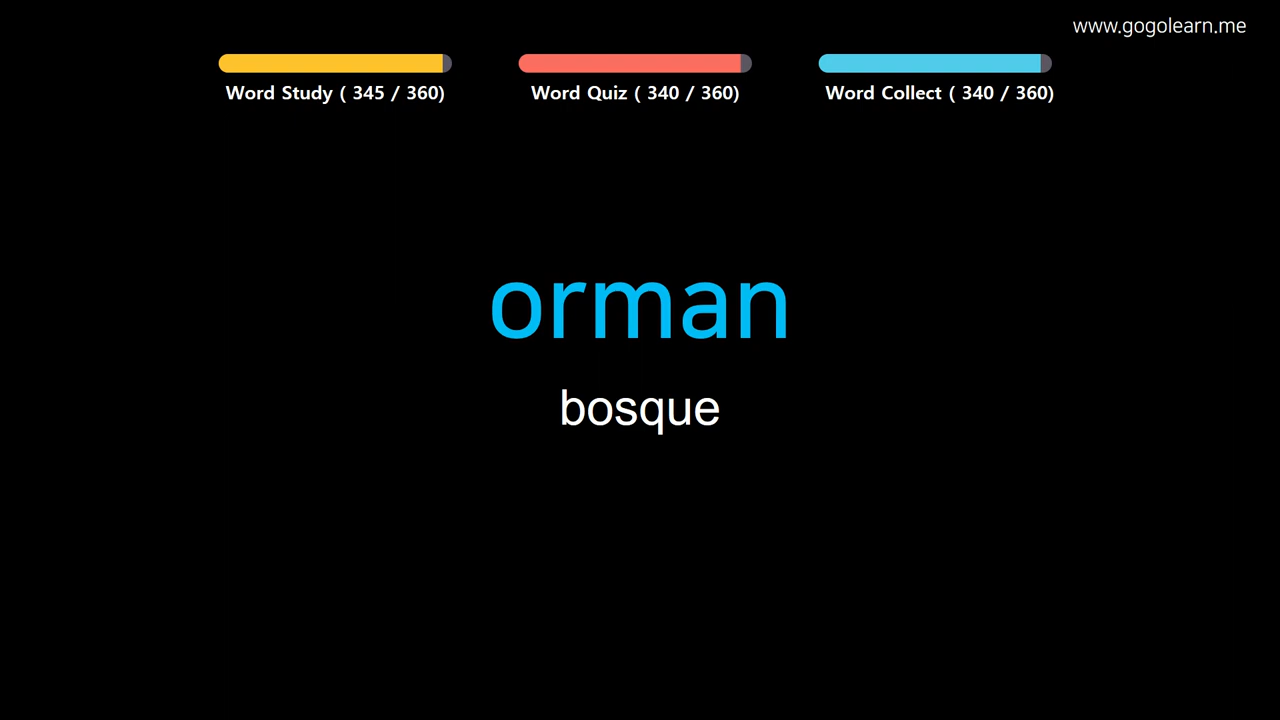 www.gogolearn.me
Word Study ( 345 / 360)
Word Quiz ( 340 / 360)
Word Collect ( 340 / 360)
orman
bosque